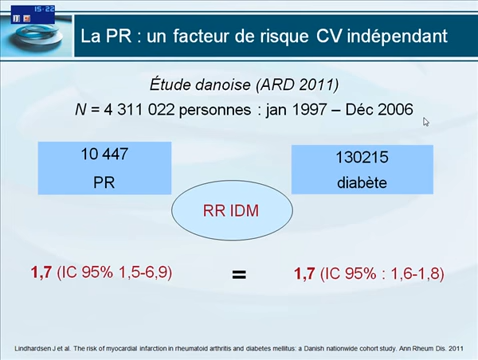 15:22
La PR : un facteur de risque CV indépendant
Étude danoise (ARD 2011)
N = 4 311 022 personnes : jan 1997 – Déc 2006
10 447
PR
130215
diabète
RR IDM
1,7 (IC 95% 1,5-6,9)
=
1,7 (IC 95% : 1,6-1,8)
Lindhardsen J et al. The risk of myocardial infarction in rheumatoid arthritis and diabetes mellitus: a Danish nationwide cohort study. Ann Rheum Dis. 2011